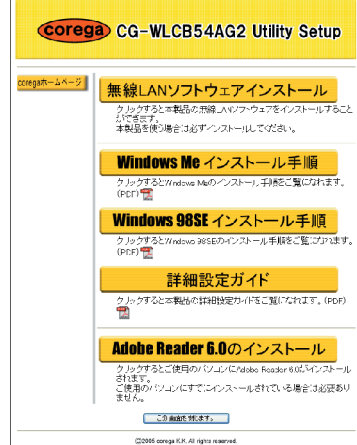 corega CG-WLCB54AG2 Utility Setup
coregaホームページ
無線LANソフトウェアインストール
クリックすると本製品の無線LANソフトウェアをインストールすること
ができます。
本製品を使う場合は必ずインストールしてください。
Windows Me インストール手順
クリックするとWindows Meのインストール手順をご覧になれます。
(PDF)
Windows 98SE インストール手順
クリックするとWindows 98SEのインストール手順をご覧になれます。
(PDF)
詳細設定ガイド
クリックすると本製品の詳細設定ガイドをご覧になれます。(PDF)
Adobe Reader 6.0のインストール
クリックするとご使用のパソコンにAdobe Reader 6.0がインストール
されます。
ご使用のパソコンにすでにインストールされている場合は必要あり
ません。
この画面を閉じます。
©2005 corega K.K. All rights reserved.